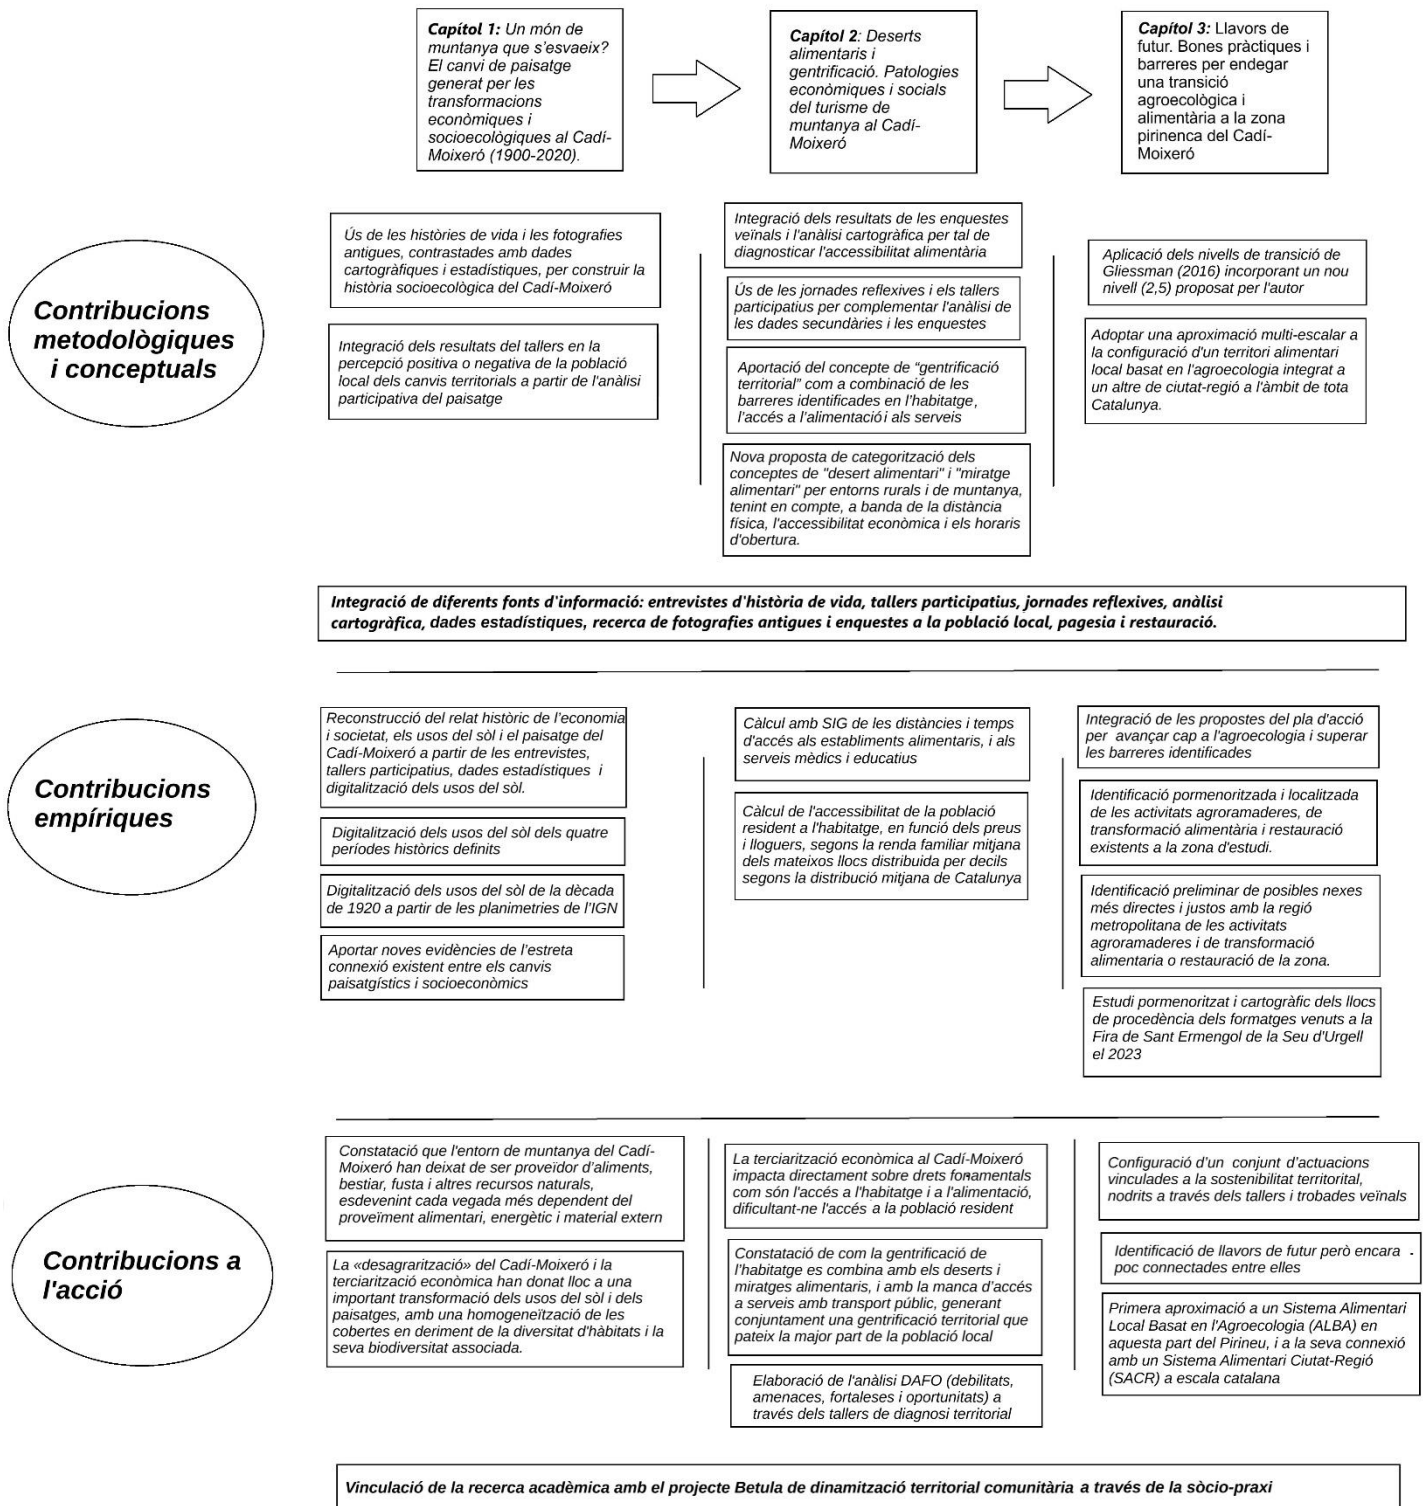 Capítol 1: Un món de
muntanya que s'esvaeix?
El canvi de paisatge
generat per les
transformacions
econòmiques i
socioecològiques al Cadí-
Moixeró (1900-2020).
Capítol 2: Deserts
alimentaris i
gentrificació. Patologies
econòmiques i socials
del turisme de
muntanya al Cadí-
Moixeró
Capítol 3: Llavors de
futur. Bones pràctiques i
barreres per endegar
una transició
agroecològica i
alimentària a la zona
pirinenca del Cadí-
Moixeró
Contribucions
metodològiques
i conceptuals
Ús de les històries de vida i les fotografies
antigues, contrastades amb dades
cartogràfiques i estadístiques, per construir la
història socioecològica del Cadí-Moixeró
Integració dels resultats del tallers en la
percepció positiva o negativa de la població
local dels canvis territorials a partir de l'anàlisi
participativa del paisatge
Integració dels resultats de les enquestes
veïnals i l'anàlisi cartogràfica per tal de
diagnosticar l'accessibilitat alimentària
Ús de les jornades reflexives i els tallers
participatius per complementar l'anàlisi de
les dades secundàries i les enquestes
Aportació del concepte de “gentrificació
territorial” com a combinació de les
barreres identificades en l'habitatge,
l'accés a l'alimentació i als serveis
Nova proposta de categorització dels
conceptes de "desert alimentari" i "miratge
alimentari" per entorns rurals i de muntanya,
tenint en compte, a banda de la distància
física, l'accessibilitat econòmica i els horaris
d'obertura.
Aplicació dels nivells de transició de
Gliessman (2016) incorporant un nou
nivell (2,5) proposat per l'autor
Adoptar una aproximació multi-escalar a
la configuració d'un territori alimentari
local basat en l'agroecologia integrat a
un altre de ciutat-regió a l'àmbit de tota
Catalunya.
Integració de diferents fonts d'informació: entrevistes d'història de vida, tallers participatius, jornades reflexives, anàlisi
cartogràfica, dades estadístiques, recerca de fotografies antigues i enquestes a la població local, pagesia i restauració.
Contribucions
empíriques
Reconstrucció del relat històric de l'economia
i societat, els usos del sòl i el paisatge del
Cadí-Moixeró a partir de les entrevistes,
tallers participatius, dades estadístiques i
digitalització dels usos del sòl.
Digitalització dels usos del sòl dels quatre
períodes històrics definits
Digitalització dels usos del sòl de la dècada
de 1920 a partir de les planimetries de l'IGN
Aportar noves evidències de l'estreta
connexió existent entre els canvis
paisatgístics i socioeconòmics
Càlcul amb SIG de les distàncies i temps
d'accés als establiments alimentaris, i als
serveis mèdics i educatius
Càlcul de l'accessibilitat de la població
resident a l'habitatge, en funció dels preus
i lloguers, segons la renda familiar mitjana
dels mateixos llocs distribuida per decils
segons la distribució mitjana de Catalunya
Integració de les propostes del pla d'acció
per avançar cap a l'agroecologia i superar
les barreres identificades
Identificació pormenoritzada i localitzada
de les activitats agroramaderes, de
transformació alimentària i restauració
existents a la zona d'estudi.
Identificació preliminar de posibles nexes
més directes i justos amb la regió
metropolitana de les activitats
agroramaderes i de transformació
alimentaria o restauració de la zona.
Estudi pormenoritzat i cartogràfic dels llocs
de procedència dels formatges venuts a la
Fira de Sant Ermengol de la Seu d'Urgell
el 2023
Contribucions a
l'acció
Constatació que l'entorn de muntanya del Cadí-
Moixeró han deixat de ser proveïdor d'aliments,
bestiar, fusta i altres recursos naturals,
esdevenint cada vegada més dependent del
proveïment alimentari, energètic i material extern
La «desagrarització» del Cadí-Moixeró i la
terciarització econòmica han donat lloc a una
important transformació dels usos del sòl i dels
paisatges, amb una homogeneïtzació de les
cobertes en deriment de la diversitat d'hàbitats i la
seva biodiversitat associada.
La terciarització econòmica al Cadí-Moixeró
impacta directament sobre drets fonamentals
com són l'accés a l'habitatge i a l'alimentació,
dificultant-ne l'accés a la població resident
Constatació de com la gentrificació de
l'habitatge es combina amb els deserts i
miratges alimentaris, i amb la manca d'accés
a serveis amb transport públic, generant
conjuntament una gentrificació territorial que
pateix la major part de la població local
Elaboració de l'anàlisi DAFO (debilitats,
amenaces, fortaleses i oportunitats) a
través dels tallers de diagnosi territorial
Configuració d'un conjunt d'actuacions
vinculades a la sostenibilitat territorial,
nodrits a través dels tallers i trobades veïnals
Identificació de llavors de futur però encara
poc connectades entre elles
Primera aproximació a un Sistema Alimentari
Local Basat en l'Agroecologia (ALBA) en
aquesta part del Pirineu, i a la seva connexió
amb un Sistema Alimentari Ciutat-Regió
(SACR) a escala catalana
Vinculació de la recerca acadèmica amb el projecte Betula de dinamització territorial comunitària a través de la sòcio-praxi